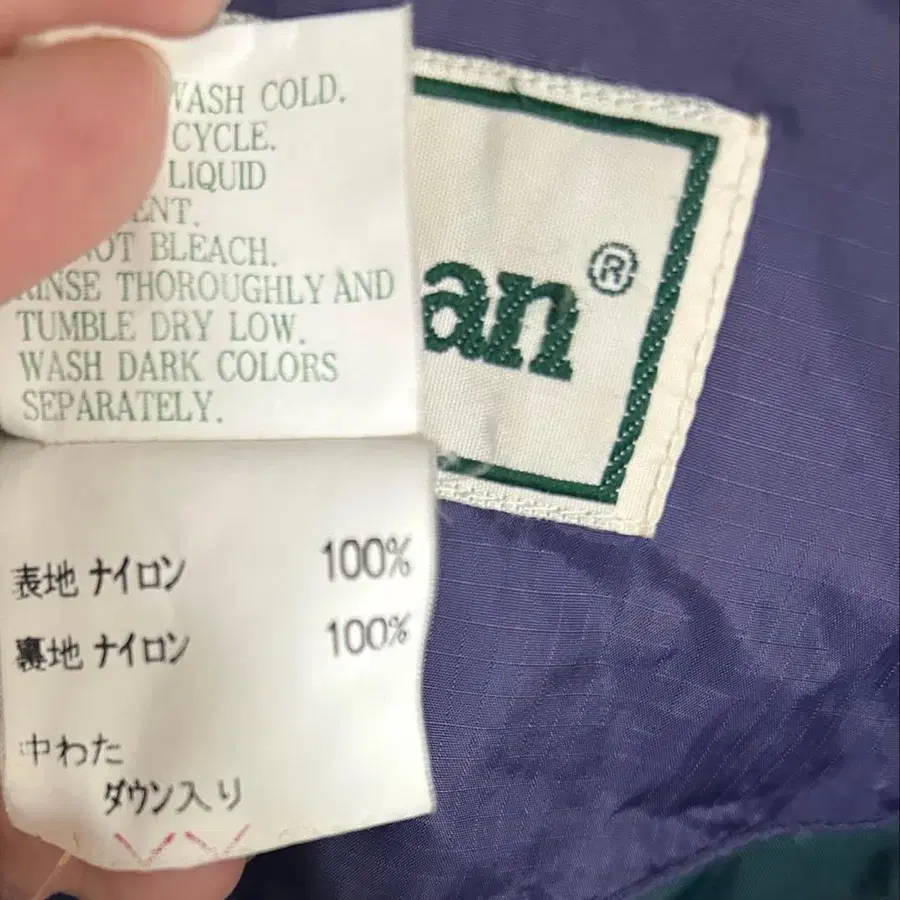 WASH COLD.
CYCLE.
LIQUID
ENT.
NOT BLEACH.
RINSE THOROUGHLY AND
TUMBLE DRY LOW.
WASH DARK COLORS
SEPARATELY.
an®
表地 ナイロン 100%
裏地 ナイロン 100%
中わた
ダウン入り